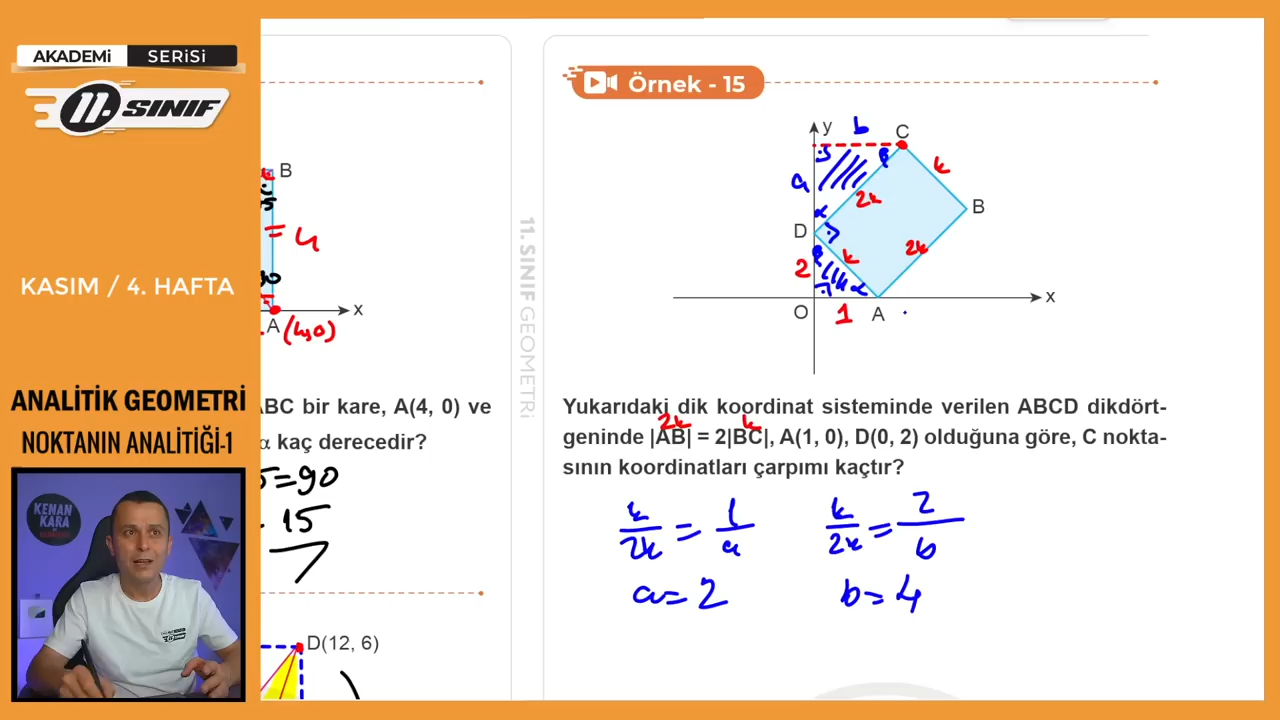 AKADEMİ SERİSİ
11. SINIF
KASIM / 4. HAFTA
ANALİTİK GEOMETRİ
NOKTANIN ANALİTİĞİ-1
KENAN
KARA
B
= 4
x
A (4,0)
ABC bir kare, A(4, 0) ve
α kaç derecedir?
5=90
15
D(12, 6)
11. SINIF GEOMETRİ
Örnek - 15
y
b
C
β
k
a
2k
α
B
D
β
k
2k
2
α
x
O
1
A
Yukarıdaki dik koordinat sisteminde verilen ABCD dikdört-
2k k
geninde |AB| = 2|BC|, A(1, 0), D(0, 2) olduğuna göre, C nokta-
sının koordinatları çarpımı kaçtır?
k/2k = 1/a k/2k = 2/b
a=2 b=4